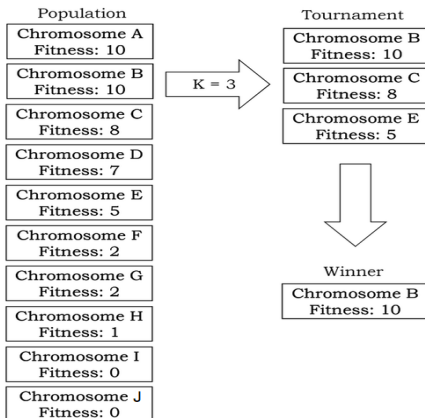 Population
Chromosome A
Fitness: 10
Chromosome B
Fitness: 10
Chromosome C
Fitness: 8
Chromosome D
Fitness: 7
Chromosome E
Fitness: 5
Chromosome F
Fitness: 2
Chromosome G
Fitness: 2
Chromosome H
Fitness: 1
Chromosome I
Fitness: 0
Chromosome J
Fitness: 0
K = 3
Tournament
Chromosome B
Fitness: 10
Chromosome C
Fitness: 8
Chromosome E
Fitness: 5
Winner
Chromosome B
Fitness: 10